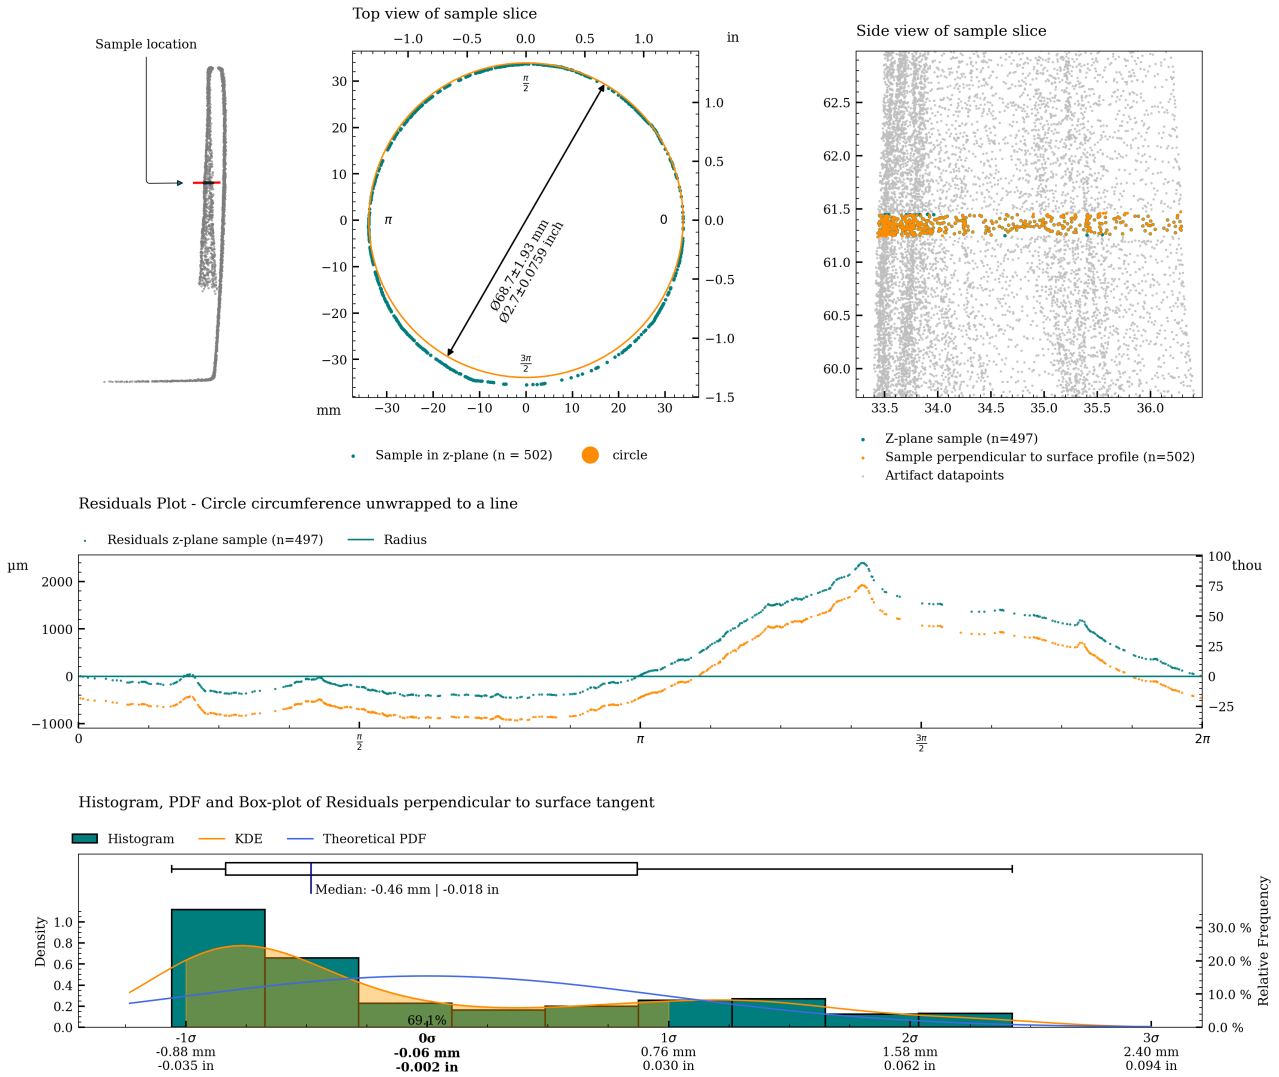 Sample location
Top view of sample slice
−1.0 −0.5 0.0 0.5 1.0 in
30
20
10
0
−10
−20
−30
1.0
0.5
0.0
−0.5
−1.0
−1.5
π/2
π
0
3π/2
Ø68.7±1.93 mm
Ø2.7±0.0759 inch
mm −30 −20 −10 0 10 20 30
Sample in z-plane (n = 502) circle
Side view of sample slice
62.5
62.0
61.5
61.0
60.5
60.0
33.5 34.0 34.5 35.0 35.5 36.0
Z-plane sample (n=497)
Sample perpendicular to surface profile (n=502)
Artifact datapoints
Residuals Plot - Circle circumference unwrapped to a line
Residuals z-plane sample (n=497) Radius
µm
2000
1000
0
−1000
100 thou
75
50
25
0
−25
0 π/2 π 3π/2 2π
Histogram, PDF and Box-plot of Residuals perpendicular to surface tangent
Histogram KDE Theoretical PDF
Median: -0.46 mm | -0.018 in
Density
1.0
0.8
0.6
0.4
0.2
0.0
Relative Frequency
30.0 %
20.0 %
10.0 %
0.0 %
69.1%
-1σ 0σ 1σ 2σ 3σ
-0.88 mm -0.06 mm 0.76 mm 1.58 mm 2.40 mm
-0.035 in -0.002 in 0.030 in 0.062 in 0.094 in